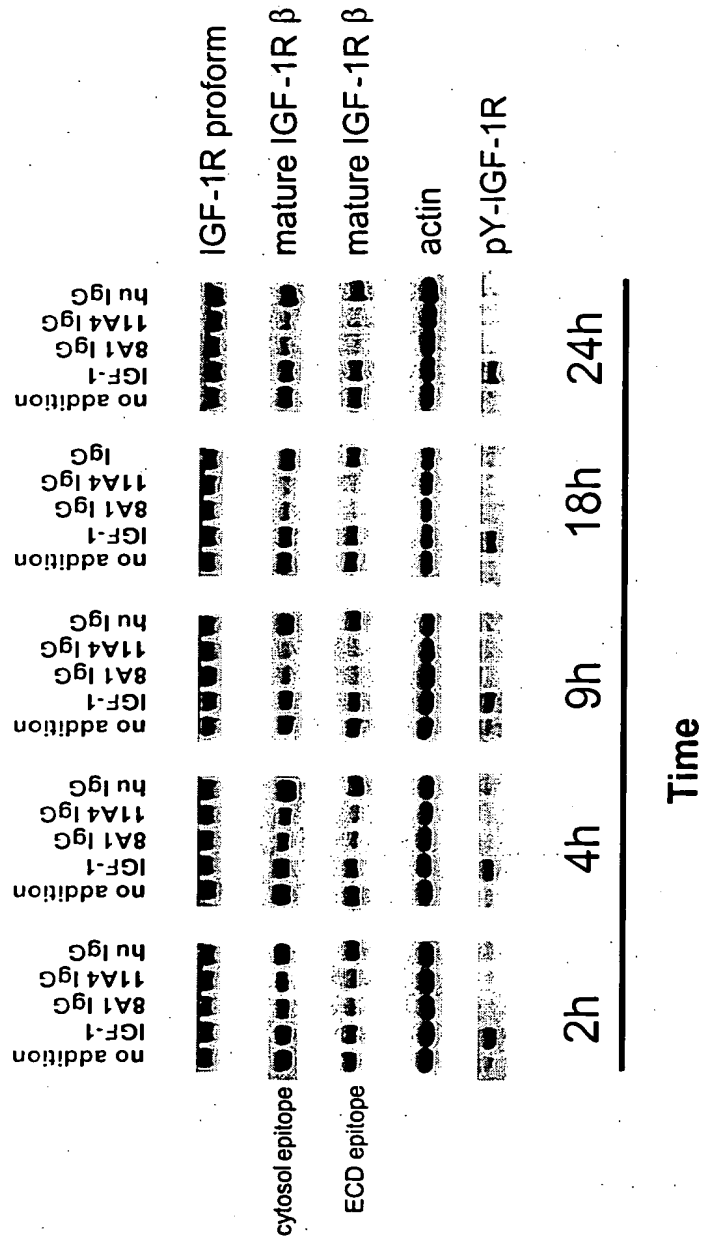 no addition
IGF-1
8A1 IgG
11A4 IgG
hu IgG
no addition
IGF-1
8A1 IgG
11A4 IgG
hu IgG
no addition
IGF-1
8A1 IgG
11A4 IgG
hu IgG
no addition
IGF-1
8A1 IgG
11A4 IgG
IgG
no addition
IGF-1
8A1 IgG
11A4 IgG
hu IgG
IGF-1R proform
cytosol epitope
mature IGF-1R β
ECD epitope
mature IGF-1R β
actin
pY-IGF-1R
2h
4h
9h
18h
24h
Time